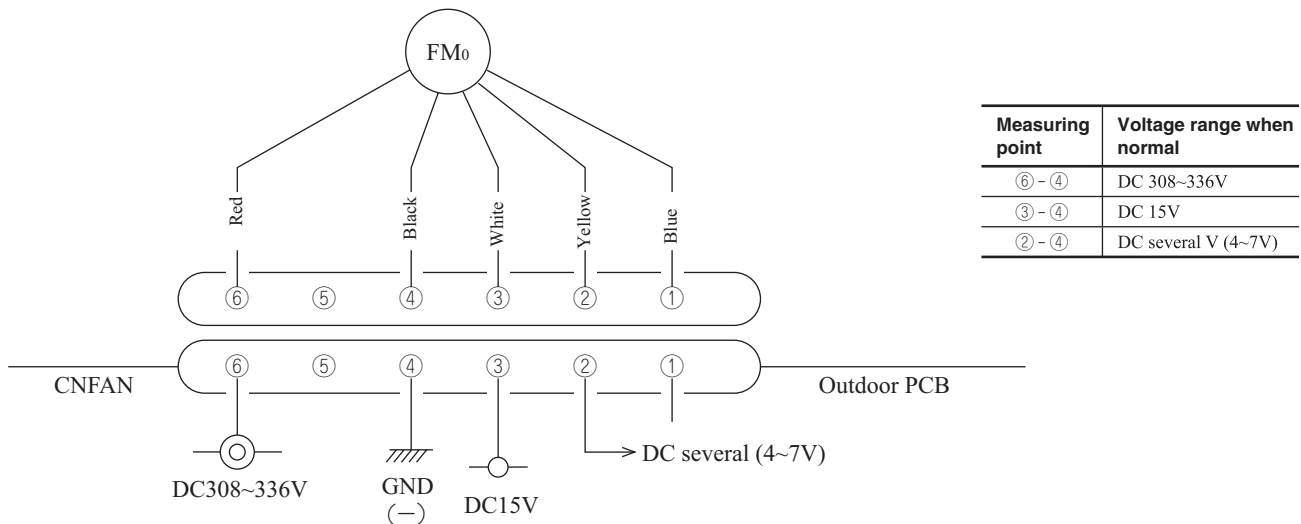 FM0
Red
Black
White
Yellow
Blue
⑥ ⑤ ④ ③ ② ①
⑥ ⑤ ④ ③ ② ①
CNFAN
Outdoor PCB
DC308~336V
GND
(—)
DC15V
DC several (4~7V)
Measuring point
Voltage range when normal
⑥ - ④ DC 308~336V
③ - ④ DC 15V
② - ④ DC several V (4~7V)